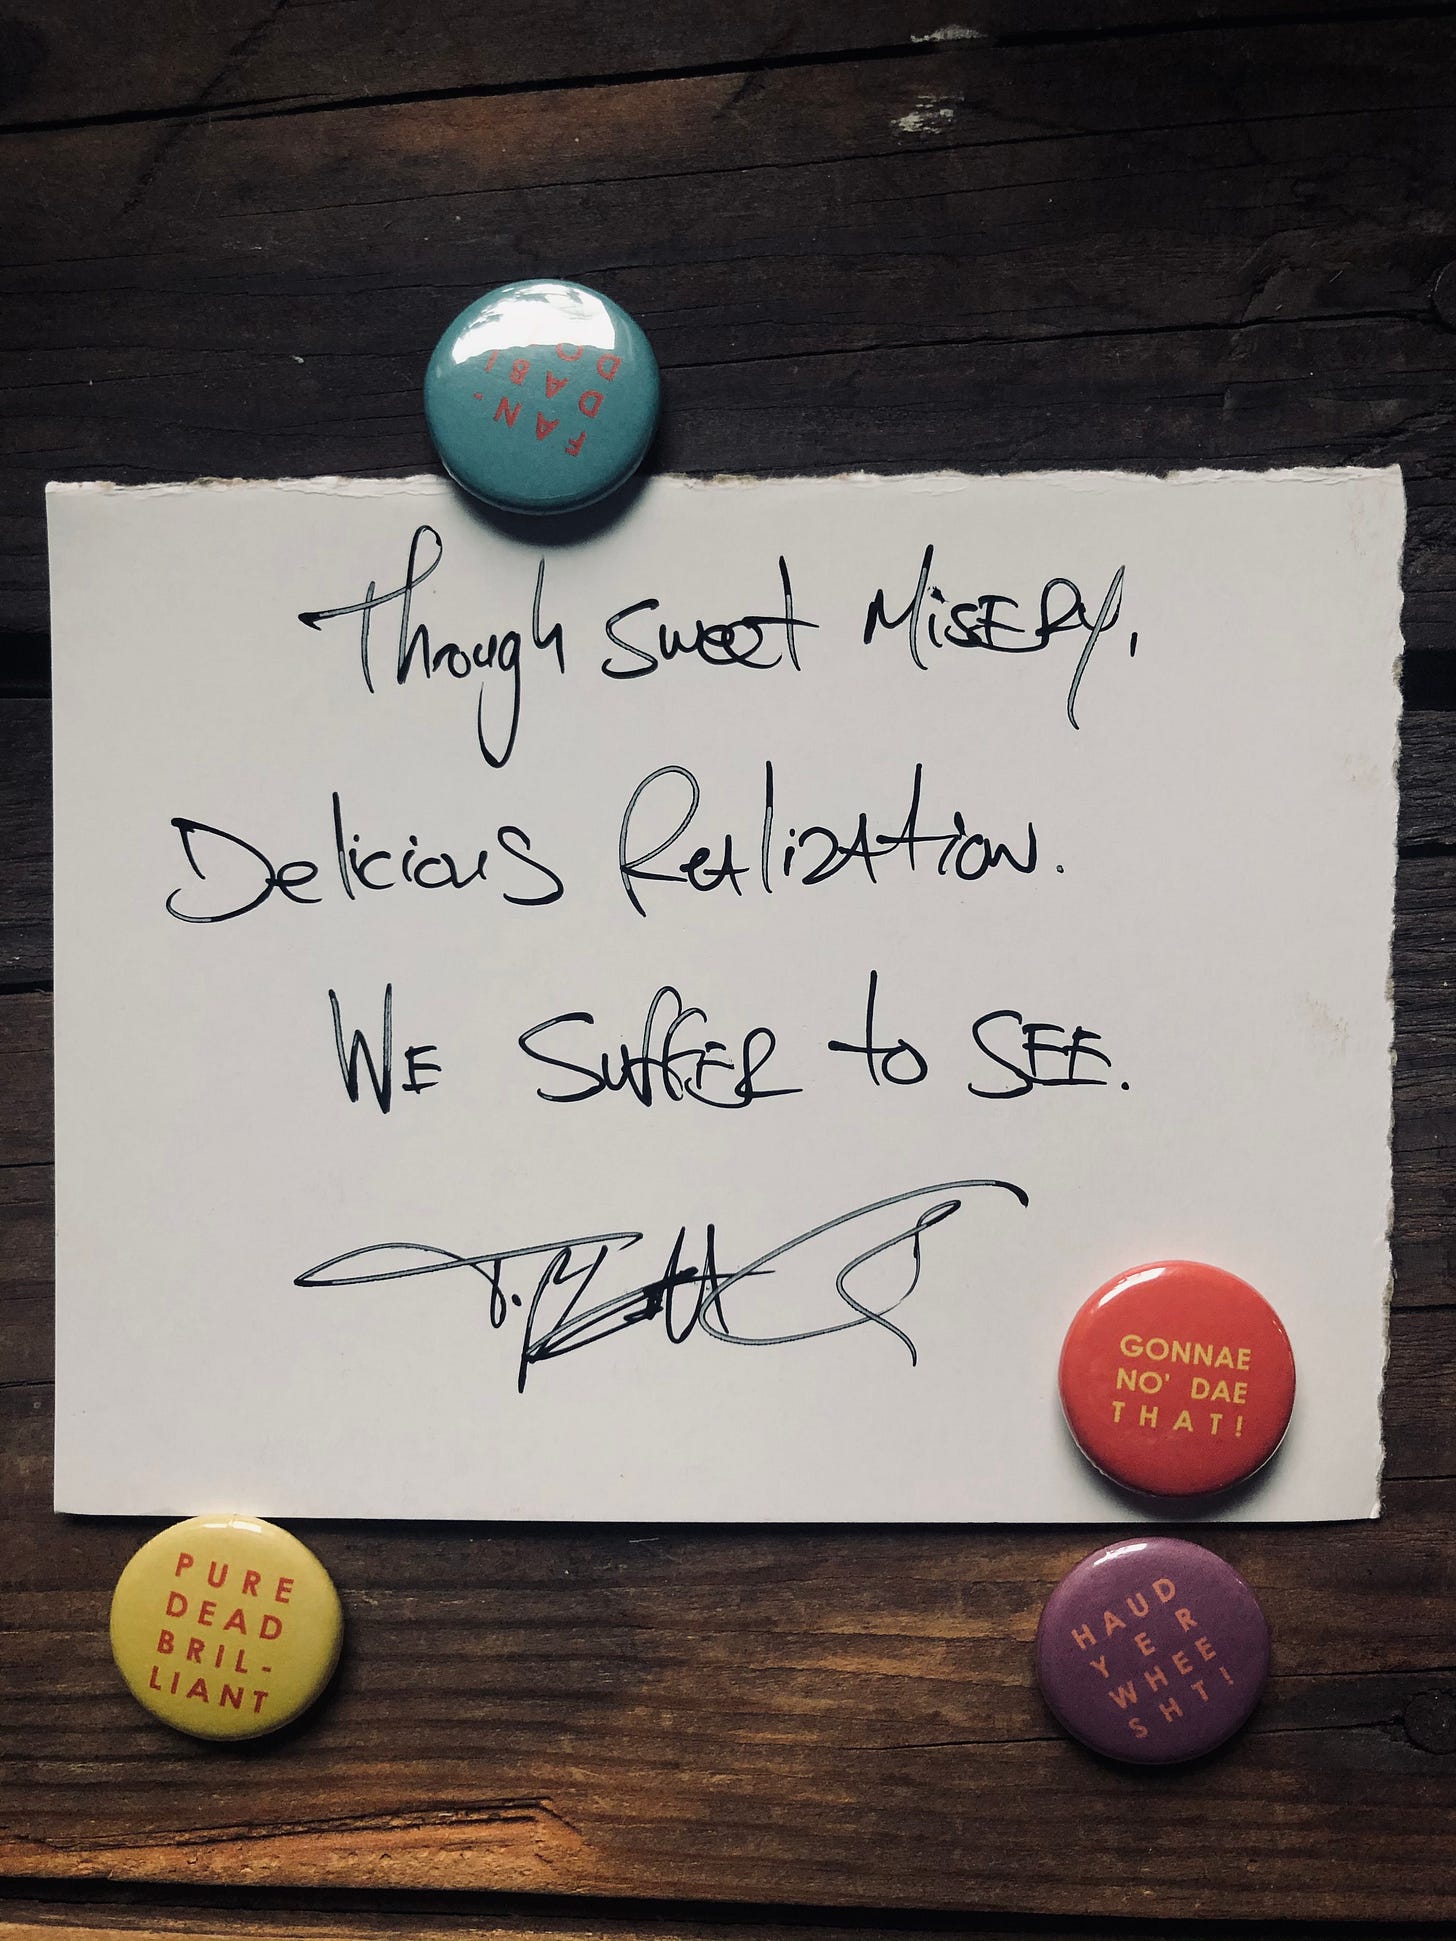 Through sweet Misery,
Delicious Realization.
We Suffer to See.
FAN-
DABI
GONNAE
NO' DAE
THAT!
PURE
DEAD
BRIL-
LIANT
HAUD
YER
WHEE
SHT!